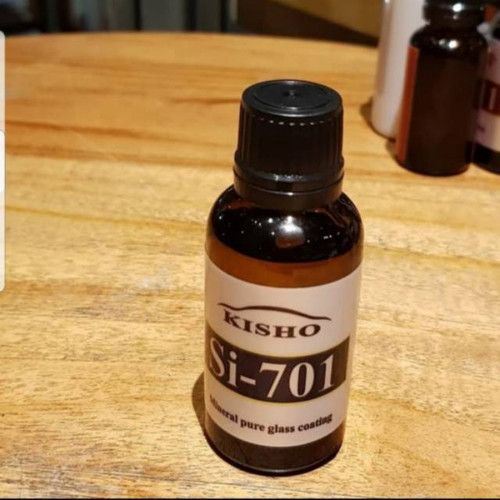 KISHO
Si-701
Mineral pure glass coating